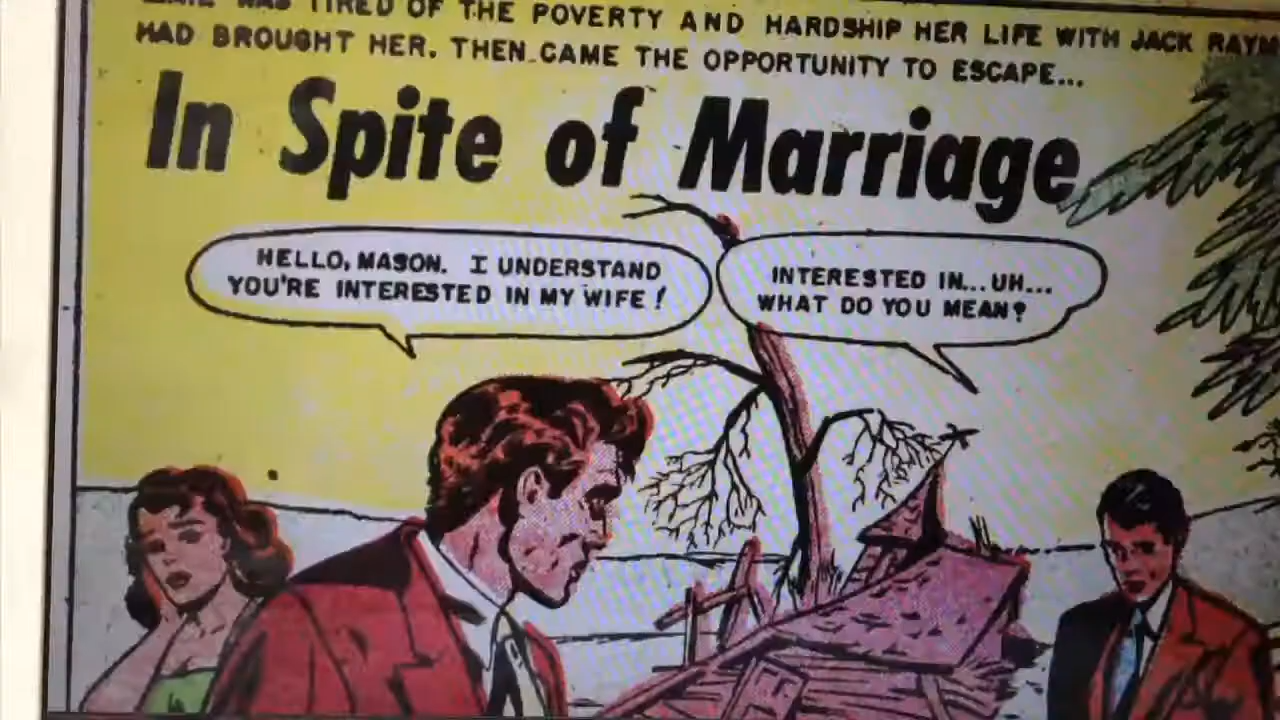 WAS TIRED OF THE POVERTY AND HARDSHIP HER LIFE WITH JACK
HAD BROUGHT HER. THEN CAME THE OPPORTUNITY TO ESCAPE...
In Spite of Marriage
HELLO, MASON. I UNDERSTAND
YOU'RE INTERESTED IN MY WIFE!
INTERESTED IN...UH...
WHAT DO YOU MEAN?